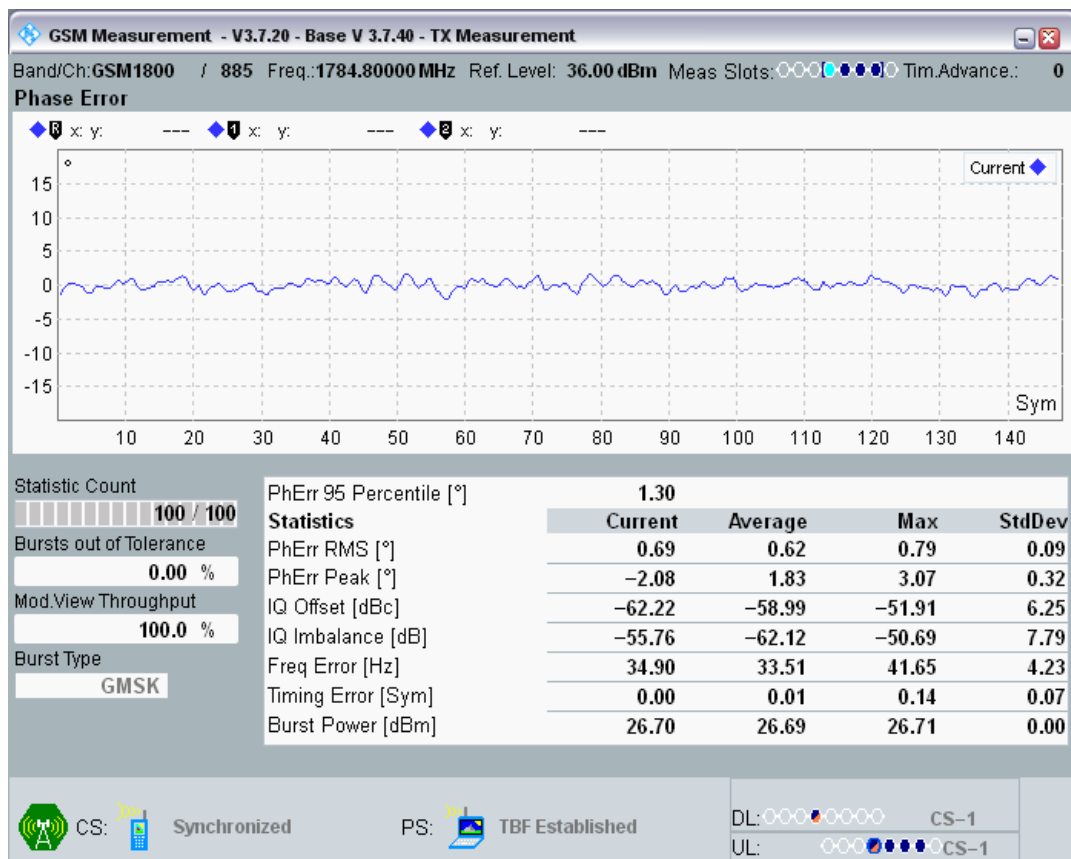 GSM Measurement - V3.7.20 - Base V 3.7.40 - TX Measurement
Band/Ch:GSM1800 / 885 Freq.:1784.80000 MHz Ref. Level: 36.00 dBm Meas Slots: Tim.Advance.: 0
Phase Error
R x: y: --- 1 x: y: --- 2 x: y: ---
°
Current
15
10
5
0
-5
-10
-15
Sym
10 20 30 40 50 60 70 80 90 100 110 120 130 140
Statistic Count
100 / 100
Bursts out of Tolerance
0.00 %
Mod.View Throughput
100.0 %
Burst Type
GMSK
PhErr 95 Percentile [°] 1.30
Statistics Current Average Max StdDev
PhErr RMS [°] 0.69 0.62 0.79 0.09
PhErr Peak [°] −2.08 1.83 3.07 0.32
IQ Offset [dBc] −62.22 −58.99 −51.91 6.25
IQ Imbalance [dB] −55.76 −62.12 −50.69 7.79
Freq Error [Hz] 34.90 33.51 41.65 4.23
Timing Error [Sym] 0.00 0.01 0.14 0.07
Burst Power [dBm] 26.70 26.69 26.71 0.00
CS: Synchronized PS: TBF Established
DL: CS−1
UL: CS−1